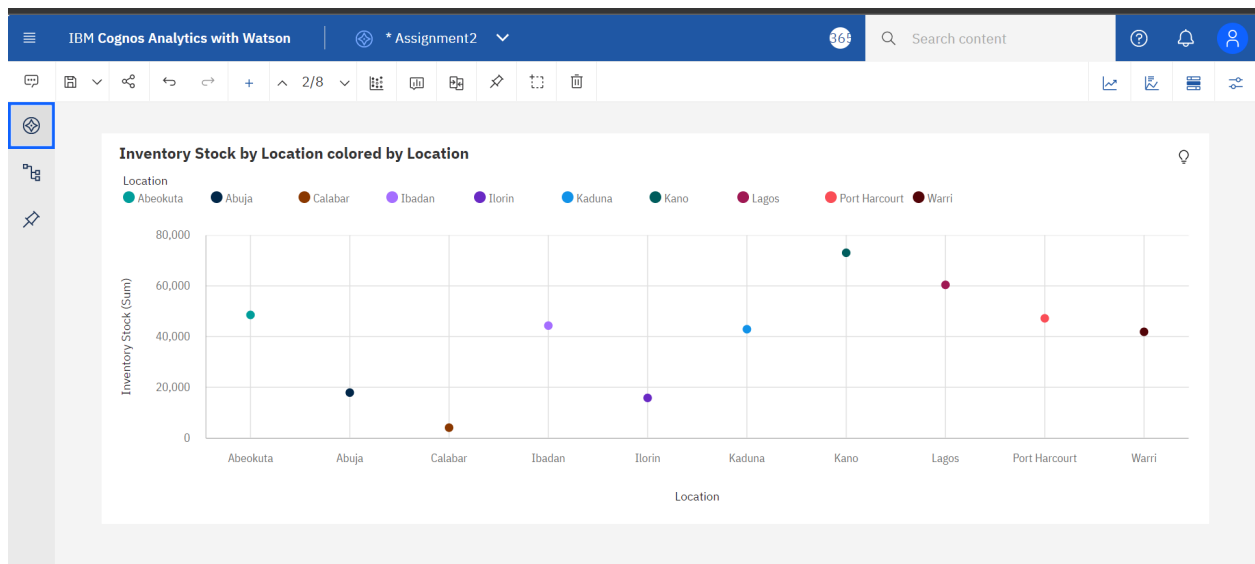 IBM Cognos Analytics with Watson
* Assignment2
365
Search content
2/8
Inventory Stock by Location colored by Location
Location
Abeokuta Abuja Calabar Ibadan Ilorin Kaduna Kano Lagos Port Harcourt Warri
80,000
60,000
40,000
20,000
0
Inventory Stock (Sum)
Abeokuta Abuja Calabar Ibadan Ilorin Kaduna Kano Lagos Port Harcourt Warri
Location